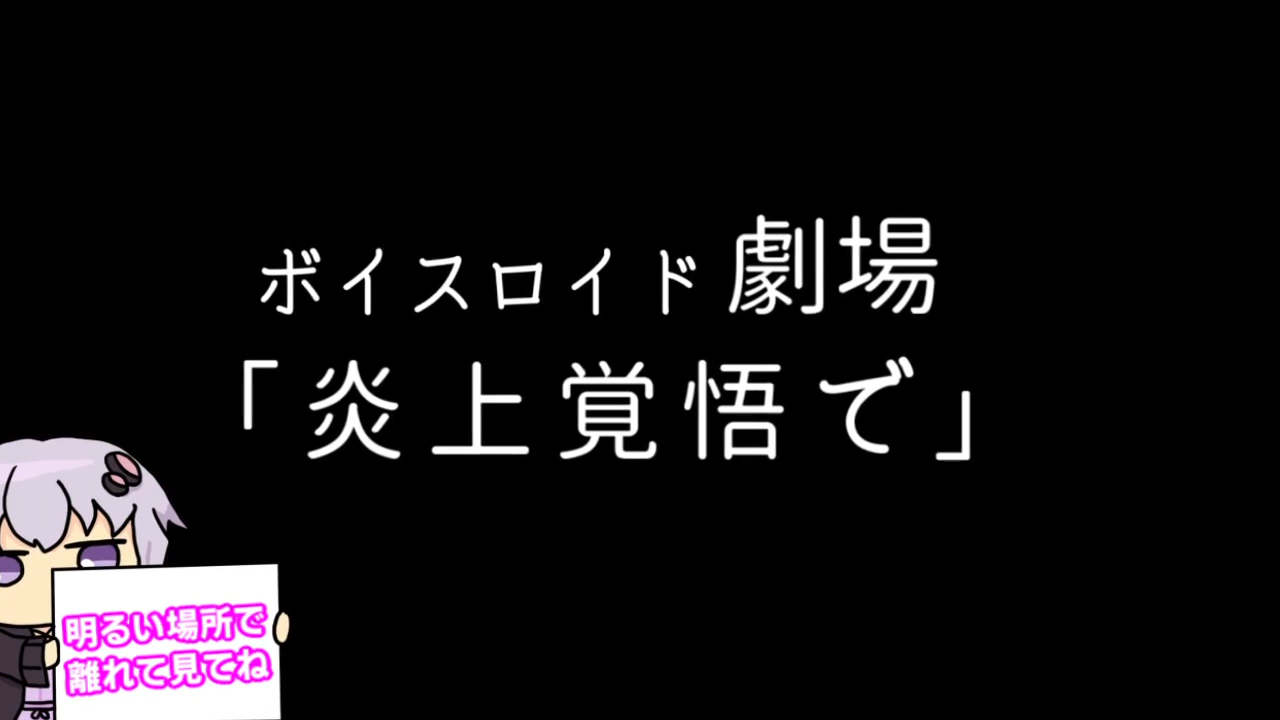 ボイスロイド劇場
「炎上覚悟で」
明るい場所で
離れて見てね